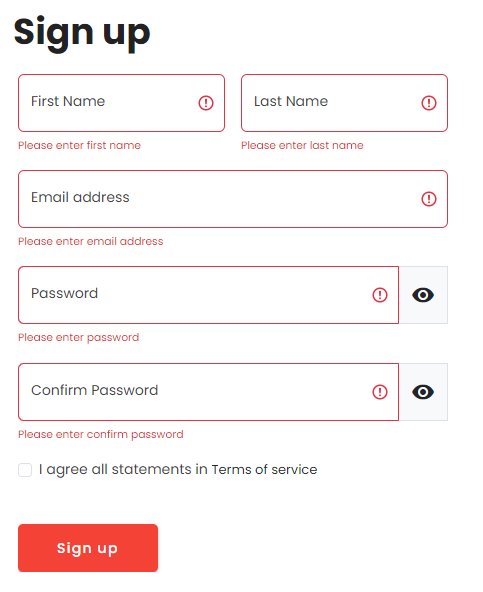 Sign up
First Name
Last Name
Please enter first name
Please enter last name
Email address
Please enter email address
Password
Please enter password
Confirm Password
Please enter confirm password
I agree all statements in Terms of service
Sign up